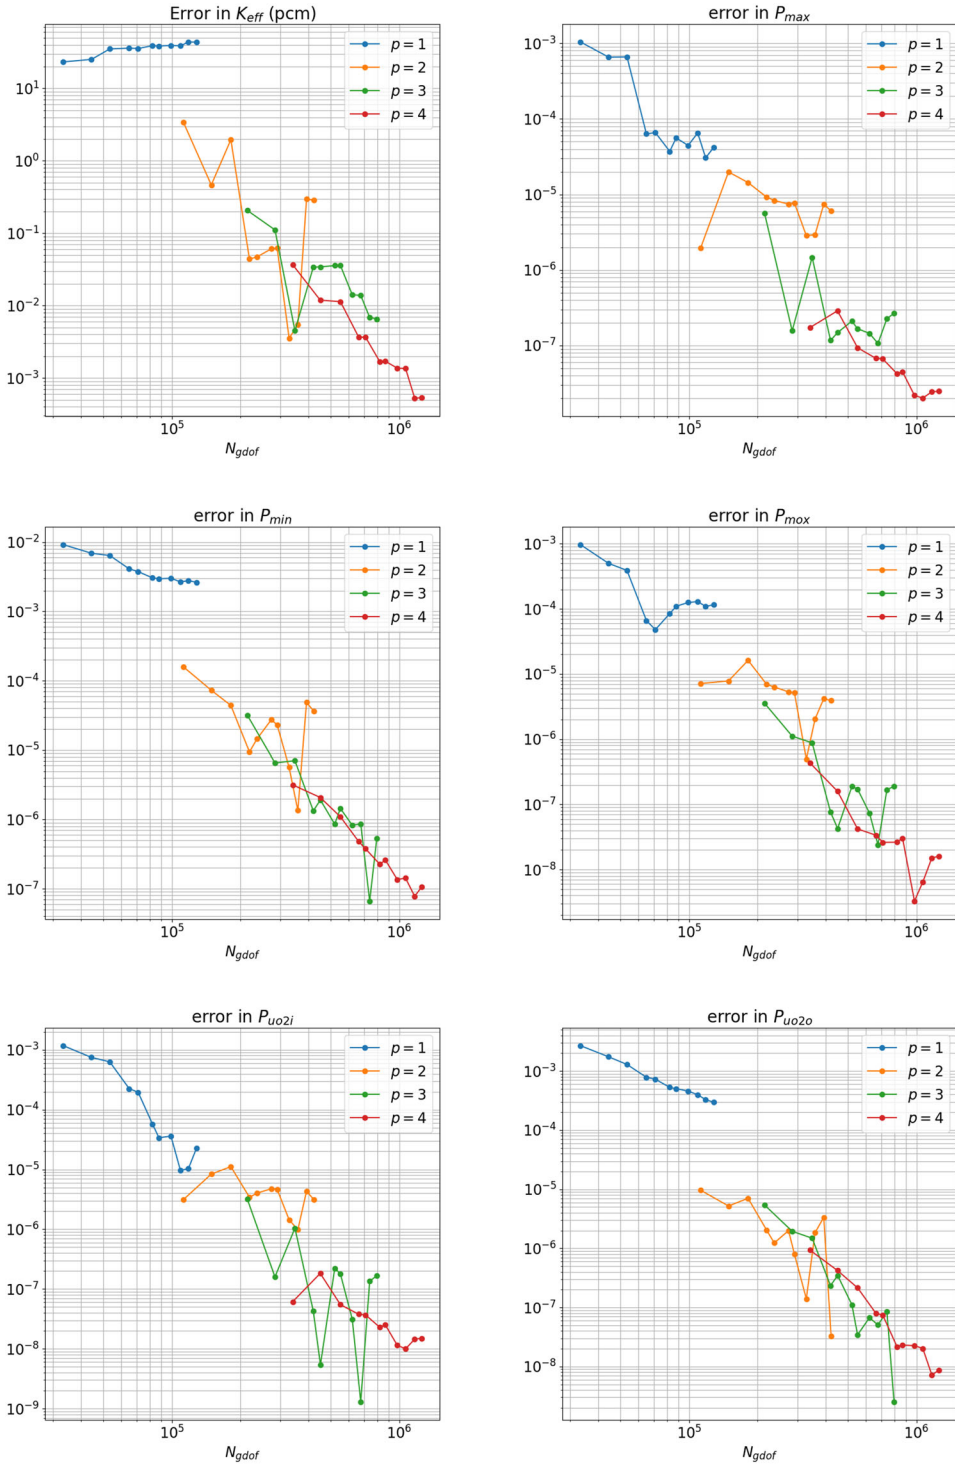 Error in K_eff (pcm)
p = 1
p = 2
p = 3
p = 4
10^1
10^0
10^-1
10^-2
10^-3
10^5
10^6
N_gdof
error in P_max
p = 1
p = 2
p = 3
p = 4
10^-3
10^-4
10^-5
10^-6
10^-7
10^5
10^6
N_gdof
error in P_min
p = 1
p = 2
p = 3
p = 4
10^-2
10^-3
10^-4
10^-5
10^-6
10^-7
10^5
10^6
N_gdof
error in P_mox
p = 1
p = 2
p = 3
p = 4
10^-3
10^-4
10^-5
10^-6
10^-7
10^-8
10^5
10^6
N_gdof
error in P_uo2i
p = 1
p = 2
p = 3
p = 4
10^-3
10^-4
10^-5
10^-6
10^-7
10^-8
10^-9
10^5
10^6
N_gdof
error in P_uo2o
p = 1
p = 2
p = 3
p = 4
10^-3
10^-4
10^-5
10^-6
10^-7
10^-8
10^5
10^6
N_gdof